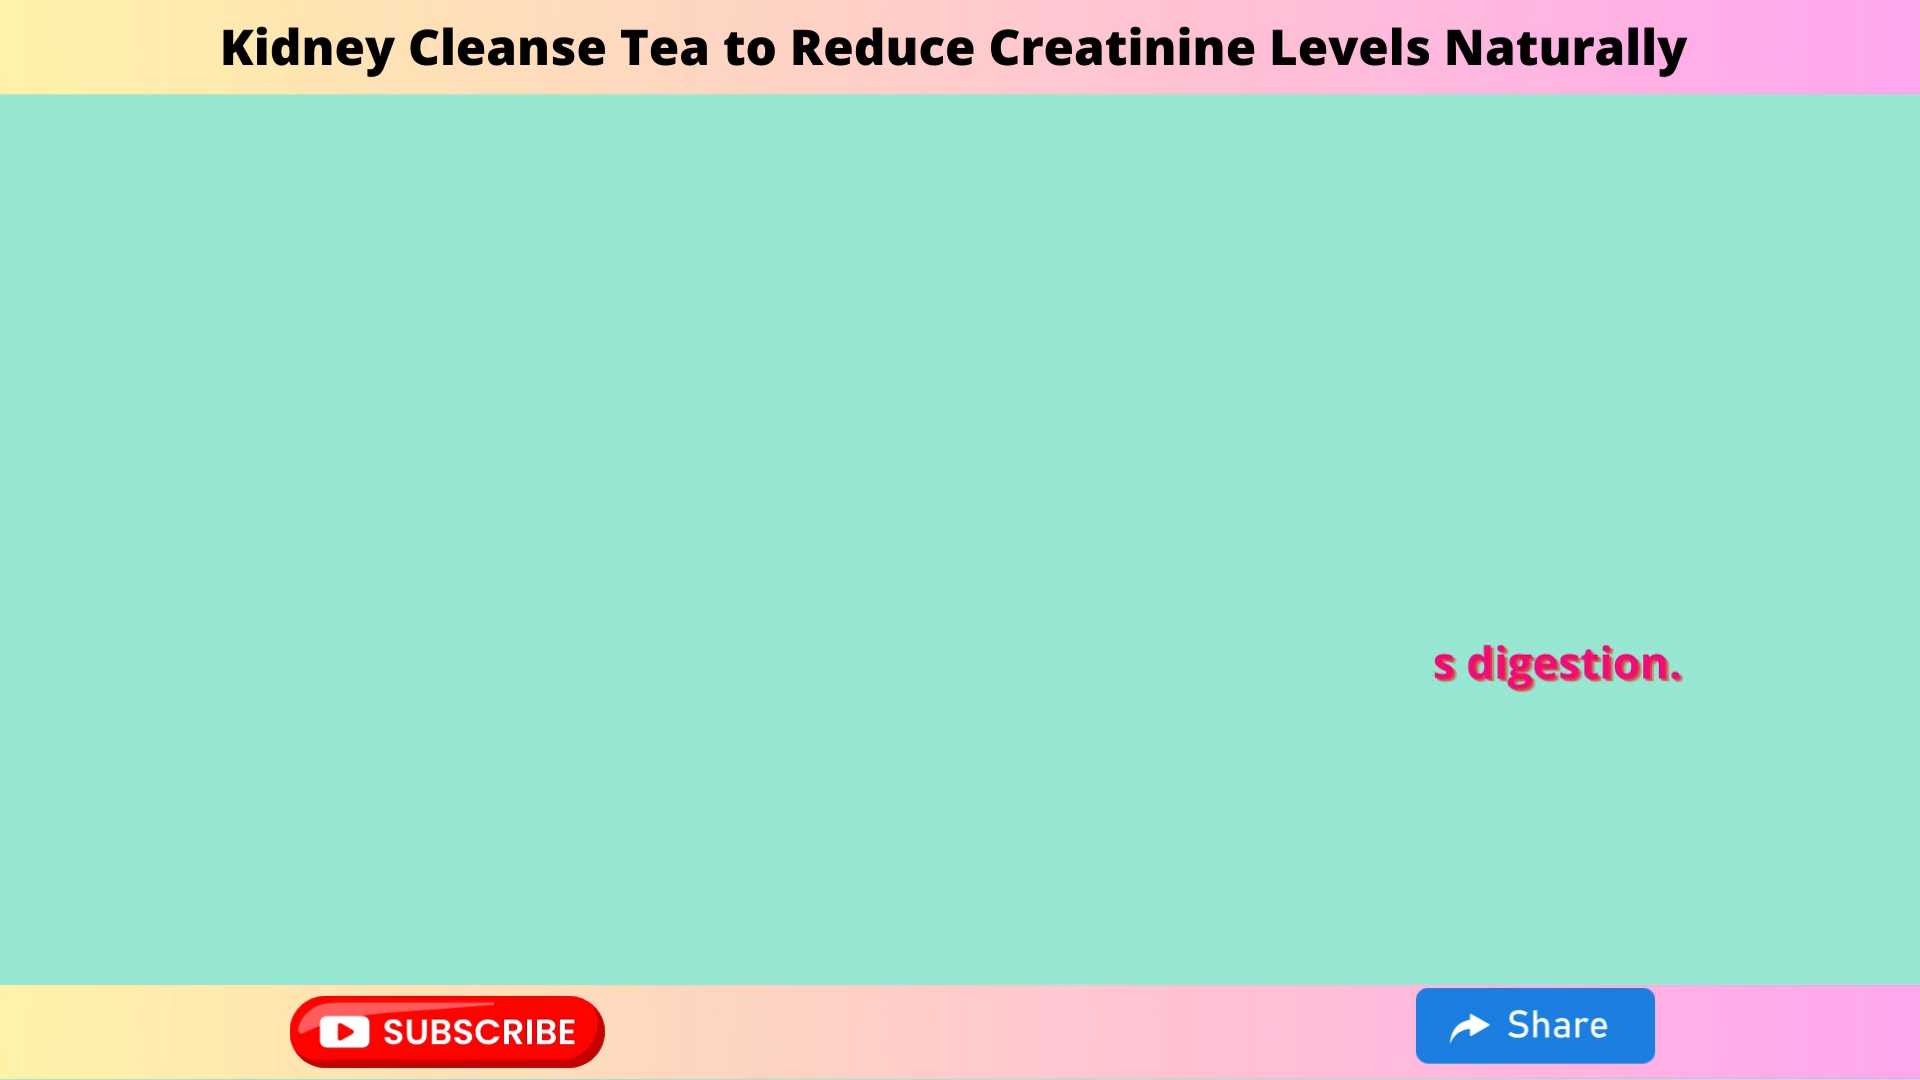 Kidney Cleanse Tea to Reduce Creatinine Levels Naturally
s digestion.
SUBSCRIBE
Share